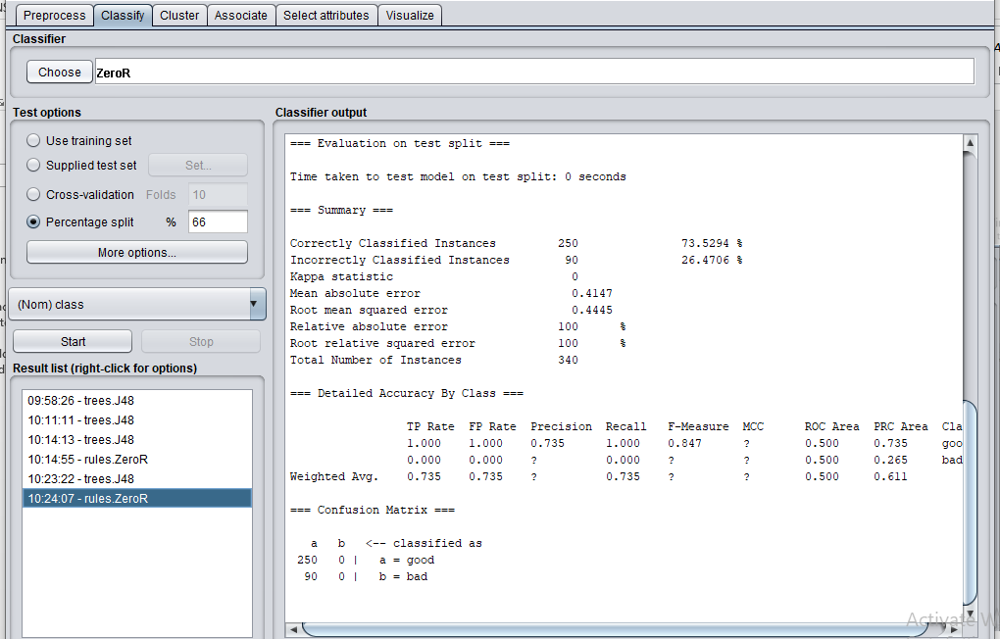 Preprocess Classify Cluster Associate Select attributes Visualize
Classifier
Choose ZeroR
Test options
Use training set
Supplied test set Set...
Cross-validation Folds 10
Percentage split % 66
More options...
(Nom) class
Start Stop
Result list (right-click for options)
09:58:26 - trees.J48
10:11:11 - trees.J48
10:14:13 - trees.J48
10:14:55 - rules.ZeroR
10:23:22 - trees.J48
10:24:07 - rules.ZeroR
Classifier output
=== Evaluation on test split ===
Time taken to test model on test split: 0 seconds
=== Summary ===
Correctly Classified Instances 250 73.5294 %
Incorrectly Classified Instances 90 26.4706 %
Kappa statistic 0
Mean absolute error 0.4147
Root mean squared error 0.4445
Relative absolute error 100 %
Root relative squared error 100 %
Total Number of Instances 340
=== Detailed Accuracy By Class ===
TP Rate FP Rate Precision Recall F-Measure MCC ROC Area PRC Area Cla
1.000 1.000 0.735 1.000 0.847 ? 0.500 0.735 goo
0.000 0.000 ? 0.000 ? ? 0.500 0.265 bad
Weighted Avg. 0.735 0.735 ? 0.735 ? ? 0.500 0.611
=== Confusion Matrix ===
a b <-- classified as
250 0 | a = good
90 0 | b = bad
Activate W